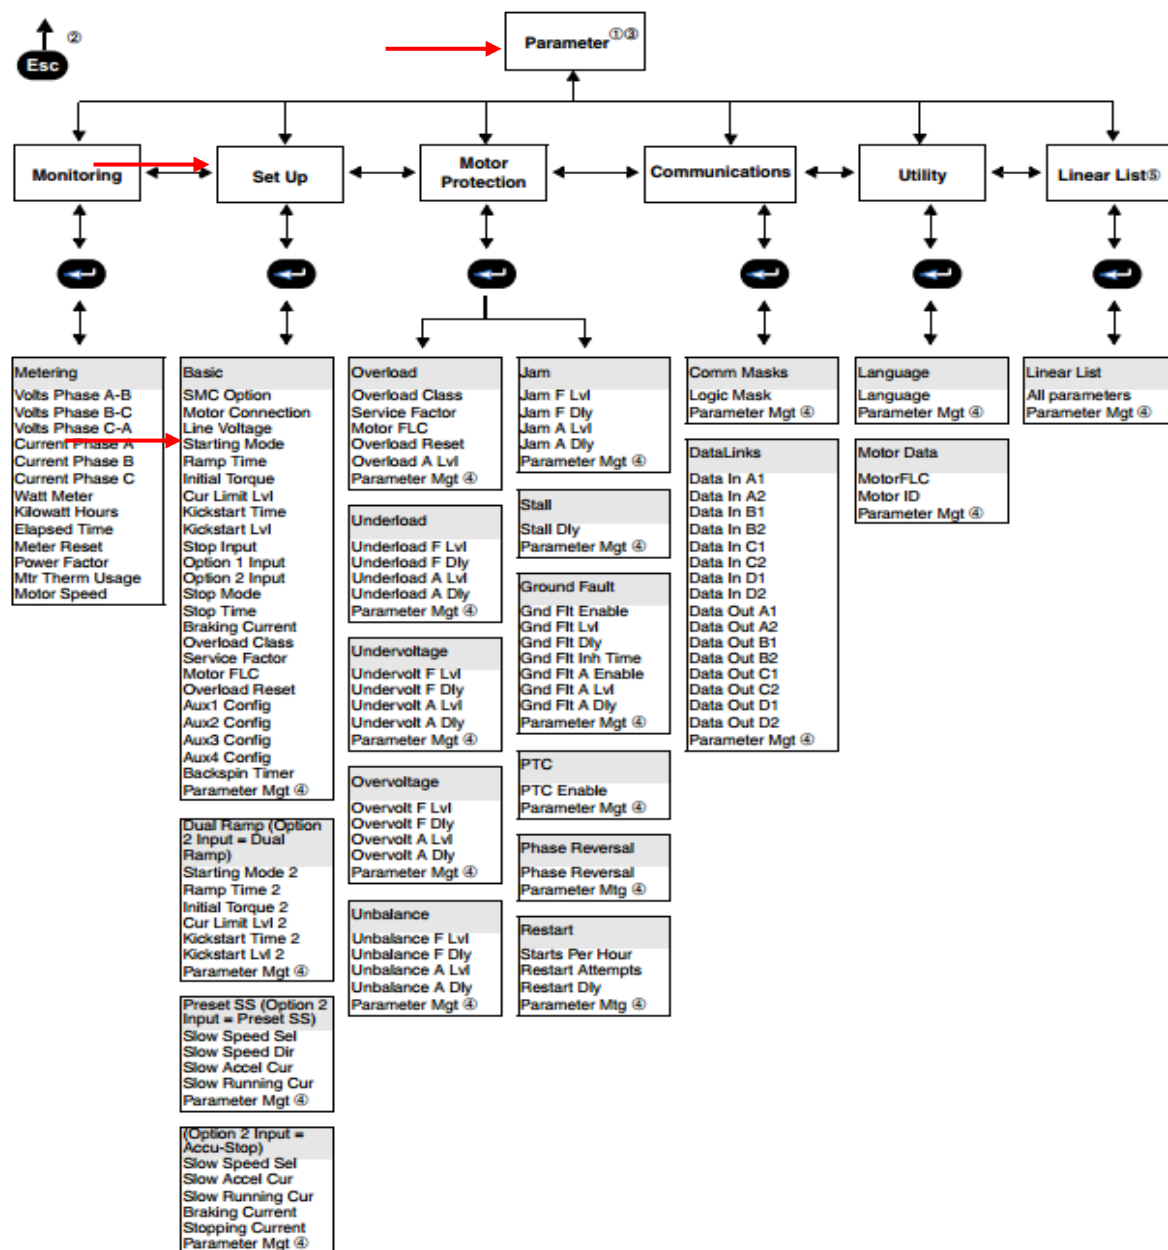 ②
Esc
Parameter①③
Monitoring
Set Up
Motor
Protection
Communications
Utility
Linear List⑤
Metering
Volts Phase A-B
Volts Phase B-C
Volts Phase C-A
Current Phase A
Current Phase B
Current Phase C
Watt Meter
Kilowatt Hours
Elapsed Time
Meter Reset
Power Factor
Mtr Therm Usage
Motor Speed
Basic
SMC Option
Motor Connection
Line Voltage
Starting Mode
Ramp Time
Initial Torque
Cur Limit Lvl
Kickstart Time
Kickstart Lvl
Stop Input
Option 1 Input
Option 2 Input
Stop Mode
Stop Time
Braking Current
Overload Class
Service Factor
Motor FLC
Overload Reset
Aux1 Config
Aux2 Config
Aux3 Config
Aux4 Config
Backspin Timer
Parameter Mgt ④
Dual Ramp (Option
2 Input = Dual
Ramp)
Starting Mode 2
Ramp Time 2
Initial Torque 2
Cur Limit Lvl 2
Kickstart Time 2
Kickstart Lvl 2
Parameter Mgt ④
Preset SS (Option 2
Input = Preset SS)
Slow Speed Sel
Slow Speed Dir
Slow Accel Cur
Slow Running Cur
Parameter Mgt ④
(Option 2 Input =
Accu-Stop)
Slow Speed Sel
Slow Accel Cur
Slow Running Cur
Braking Current
Stopping Current
Parameter Mgt ④
Overload
Overload Class
Service Factor
Motor FLC
Overload Reset
Overload A Lvl
Parameter Mgt ④
Underload
Underload F Lvl
Underload F Dly
Underload A Lvl
Underload A Dly
Parameter Mgt ④
Undervoltage
Undervolt F Lvl
Undervolt F Dly
Undervolt A Lvl
Undervolt A Dly
Parameter Mgt ④
Overvoltage
Overvolt F Lvl
Overvolt F Dly
Overvolt A Lvl
Overvolt A Dly
Parameter Mgt ④
Unbalance
Unbalance F Lvl
Unbalance F Dly
Unbalance A Lvl
Unbalance A Dly
Parameter Mgt ④
Jam
Jam F Lvl
Jam F Dly
Jam A Lvl
Jam A Dly
Parameter Mgt ④
Stall
Stall Dly
Parameter Mgt ④
Ground Fault
Gnd Flt Enable
Gnd Flt Lvl
Gnd Flt Dly
Gnd Flt Inh Time
Gnd Flt A Enable
Gnd Flt A Lvl
Gnd Flt A Dly
Parameter Mgt ④
PTC
PTC Enable
Parameter Mgt ④
Phase Reversal
Phase Reversal
Parameter Mtg ④
Restart
Starts Per Hour
Restart Attempts
Restart Dly
Parameter Mtg ④
Comm Masks
Logic Mask
Parameter Mgt ④
DataLinks
Data In A1
Data In A2
Data In B1
Data In B2
Data In C1
Data In C2
Data In D1
Data In D2
Data Out A1
Data Out A2
Data Out B1
Data Out B2
Data Out C1
Data Out C2
Data Out D1
Data Out D2
Parameter Mgt ④
Language
Language
Parameter Mgt ④
Motor Data
MotorFLC
Motor ID
Parameter Mgt ④
Linear List
All parameters
Parameter Mgt ④